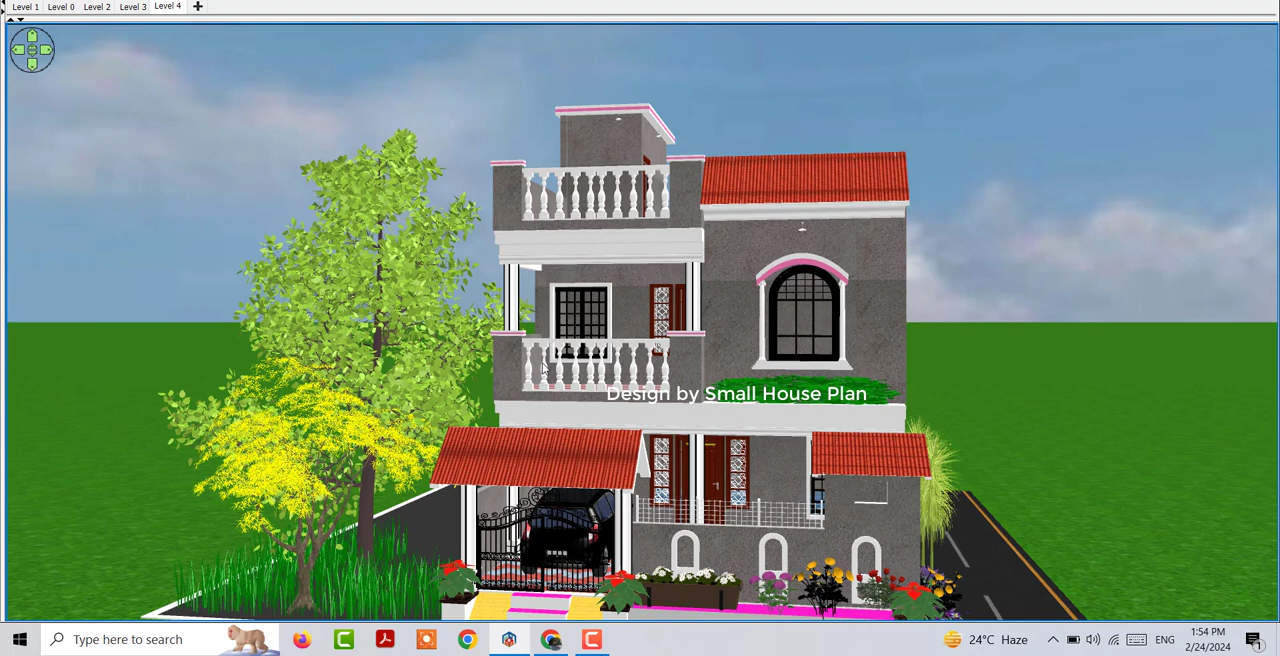 Level 1 Level 0 Level 2 Level 3 Level 4
Design by Small House Plan
Type here to search
24°C Haze
ENG
1:54 PM
2/24/2024
1